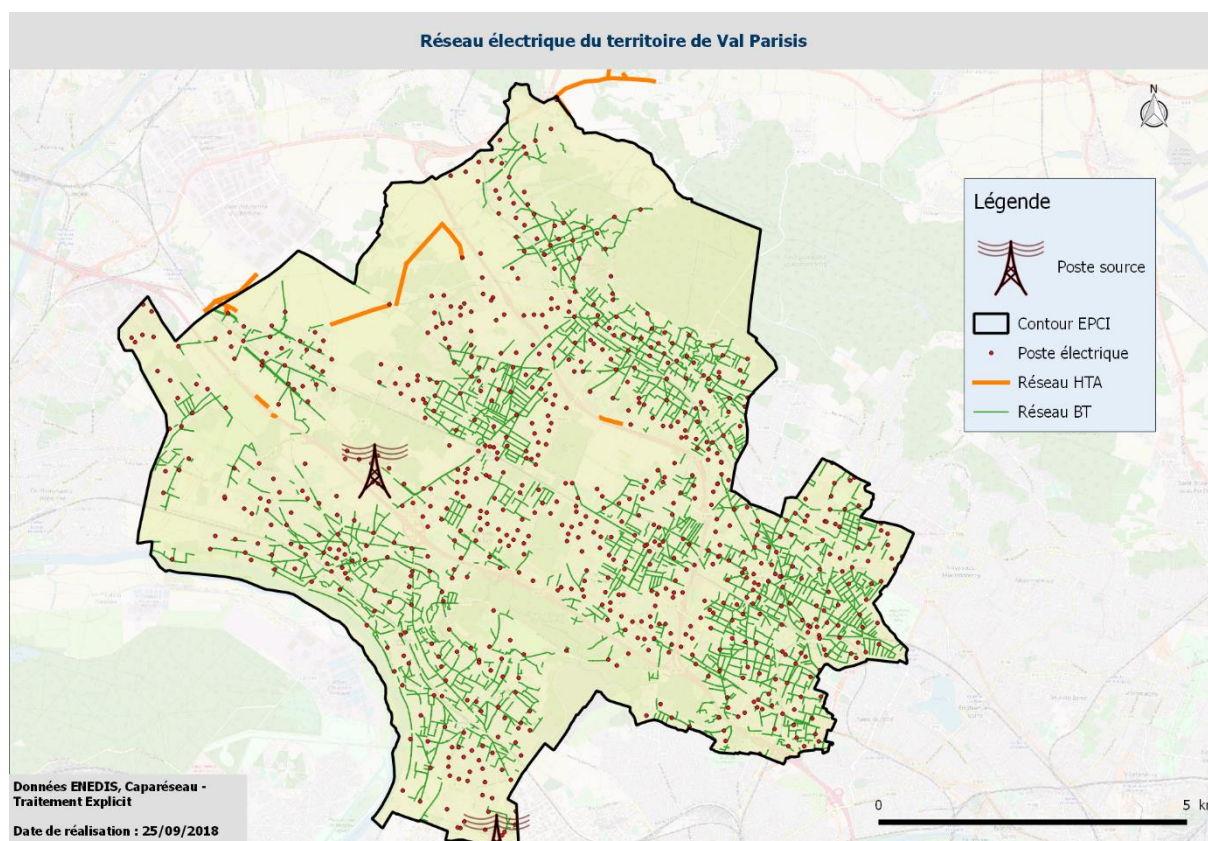 Réseau électrique du territoire de Val Parisis
N
Légende
Poste source
Contour EPCI
Poste électrique
Réseau HTA
Réseau BT
Données ENEDIS, Caparéseau -
Traitement Explicit
Date de réalisation : 25/09/2018
0 5 km